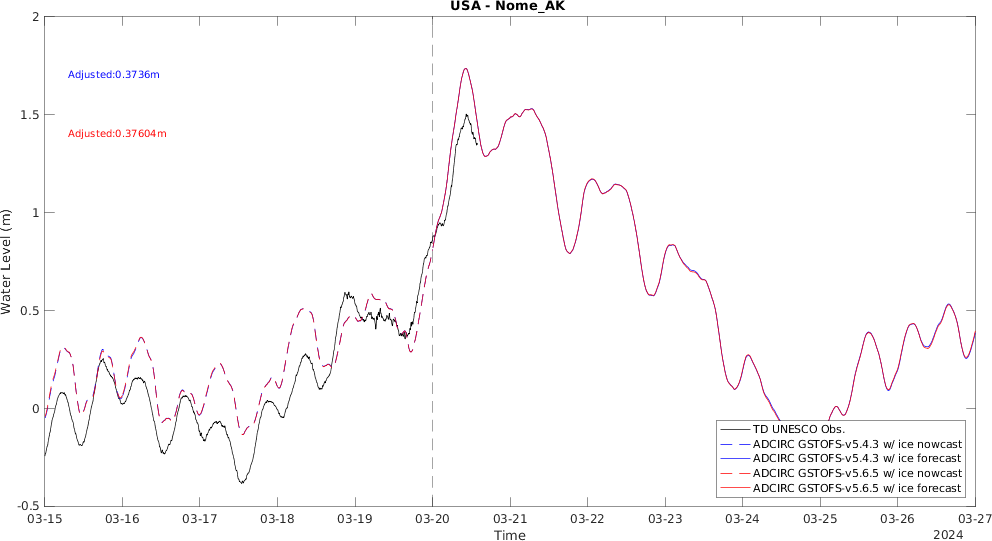 USA - Nome_AK
2
1.5
1
0.5
0
-0.5
Water Level (m)
Adjusted:0.3736m
Adjusted:0.37604m
TD UNESCO Obs.
ADCIRC GSTOFS-v5.4.3 w/ ice nowcast
ADCIRC GSTOFS-v5.4.3 w/ ice forecast
ADCIRC GSTOFS-v5.6.5 w/ ice nowcast
ADCIRC GSTOFS-v5.6.5 w/ ice forecast
03-15 03-16 03-17 03-18 03-19 03-20 03-21 03-22 03-23 03-24 03-25 03-26 03-27
Time
2024